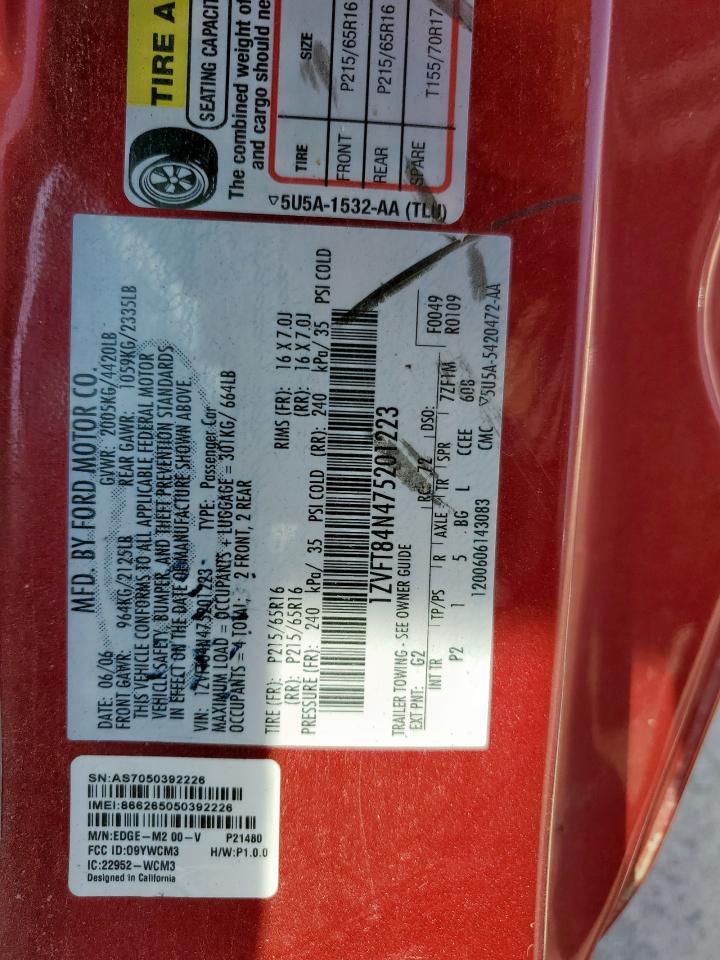 TIRE A
SEATING CAPACIT
The combined weight of
and cargo should ne
TIRE SIZE
FRONT P215/65R16
REAR P215/65R16
SPARE T155/70R17
5U5A-1532-AA (TLU)
MFD. BY FORD MOTOR CO.
DATE: 06/06 GVWR: 2005KG/4420LB
FRONT GAWR: 964KG/2125LB REAR GAWR: 1059KG/2335LB
THIS VEHICLE CONFORMS TO ALL APPLICABLE FEDERAL MOTOR
VEHICLE SAFETY, BUMPER, AND THEFT PREVENTION STANDARDS
IN EFFECT ON THE DATE OF MANUFACTURE SHOWN ABOVE
VIN: 1ZVFT84N475201223 TYPE: Passenger Car
MAXIMUM LOAD = OCCUPANTS + LUGGAGE = 301KG/664LB
OCCUPANTS = 4 TOTAL, 2 FRONT, 2 REAR
TIRE (FR): P215/65R16 RIMS (FR): 16 X 7.0J
(RR): P215/65R16 (RR): 16 X 7.0J
PRESSURE (FR): 240 kPa/ 35 PSI COLD (RR): 240 kPa/ 35 PSI COLD
1ZVFT84N475201223
TRAILER TOWING - SEE OWNER GUIDE
EXT PNT: G2 RC: 72 DSO: F0049
INT TR TP/PS R AXLE TR SPR 7ZF1M R0109
P2 1 5 BG L CCEE 60B
1Z00606143083 CMC 5U5A-5420472-AA
SN:AS7050392226
IMEI:866265050392226
M/N:EDGE-M2 00-V P21480
FCC ID:O9YWCM3 H/W:P1.0.0
IC:22952-WCM3
Designed in California